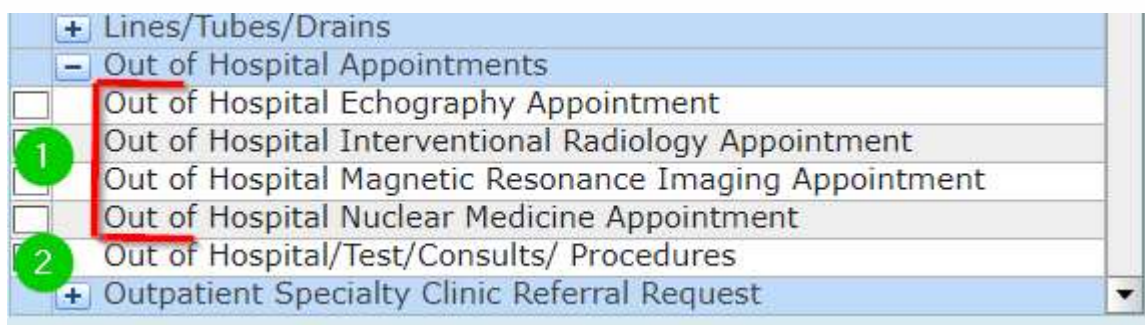 Lines/Tubes/Drains
Out of Hospital Appointments
Out of Hospital Echography Appointment
1 Out of Hospital Interventional Radiology Appointment
Out of Hospital Magnetic Resonance Imaging Appointment
Out of Hospital Nuclear Medicine Appointment
2 Out of Hospital/Test/Consults/ Procedures
Outpatient Specialty Clinic Referral Request